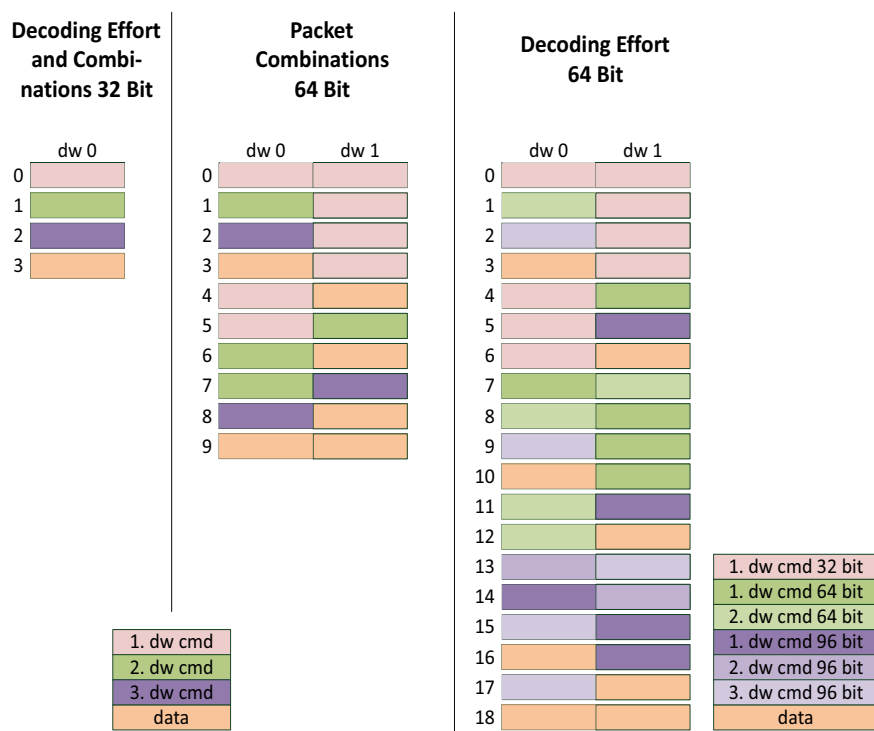 Decoding Effort
and Combi-
nations 32 Bit
dw 0
0
1
2
3
1. dw cmd
2. dw cmd
3. dw cmd
data
Packet
Combinations
64 Bit
dw 0 dw 1
0
1
2
3
4
5
6
7
8
9
Decoding Effort
64 Bit
dw 0 dw 1
0
1
2
3
4
5
6
7
8
9
10
11
12
13
14
15
16
17
18
1. dw cmd 32 bit
1. dw cmd 64 bit
2. dw cmd 64 bit
1. dw cmd 96 bit
2. dw cmd 96 bit
3. dw cmd 96 bit
data